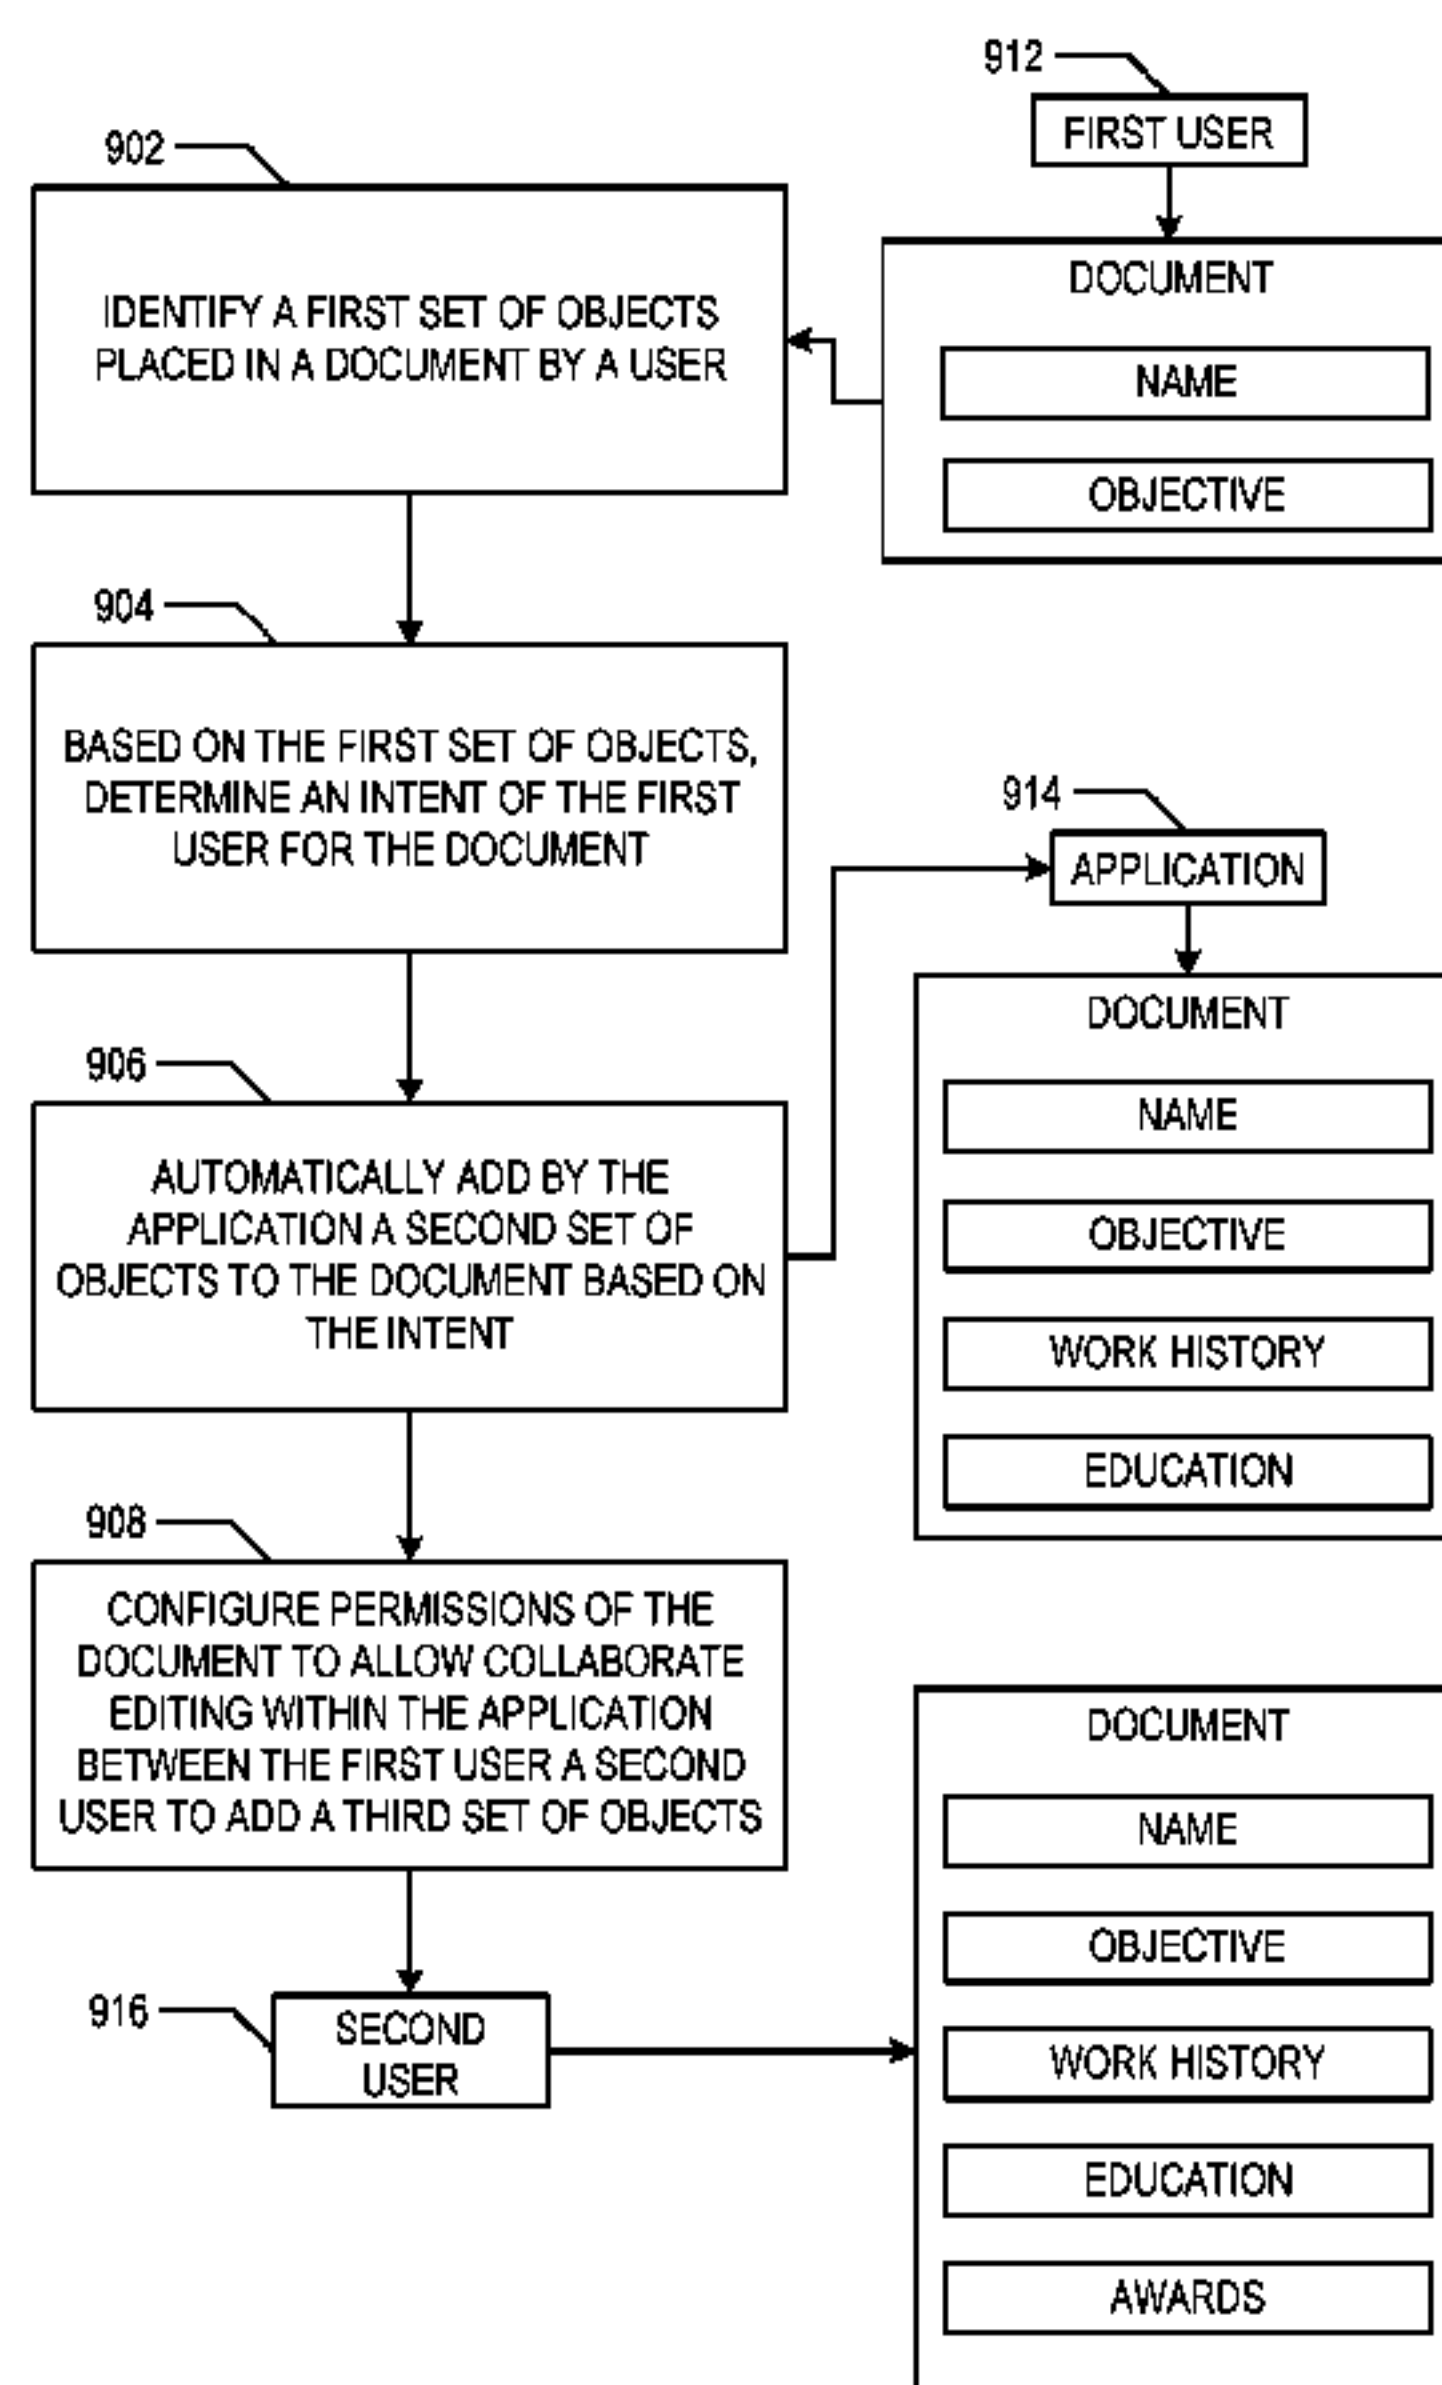 912
FIRST USER
902
DOCUMENT
IDENTIFY A FIRST SET OF OBJECTS
PLACED IN A DOCUMENT BY A USER
NAME
OBJECTIVE
904
BASED ON THE FIRST SET OF OBJECTS,
DETERMINE AN INTENT OF THE FIRST
USER FOR THE DOCUMENT
914
APPLICATION
DOCUMENT
NAME
OBJECTIVE
WORK HISTORY
EDUCATION
906
AUTOMATICALLY ADD BY THE
APPLICATION A SECOND SET OF
OBJECTS TO THE DOCUMENT BASED ON
THE INTENT
908
CONFIGURE PERMISSIONS OF THE
DOCUMENT TO ALLOW COLLABORATE
EDITING WITHIN THE APPLICATION
BETWEEN THE FIRST USER A SECOND
USER TO ADD A THIRD SET OF OBJECTS
916
SECOND
USER
DOCUMENT
NAME
OBJECTIVE
WORK HISTORY
EDUCATION
AWARDS